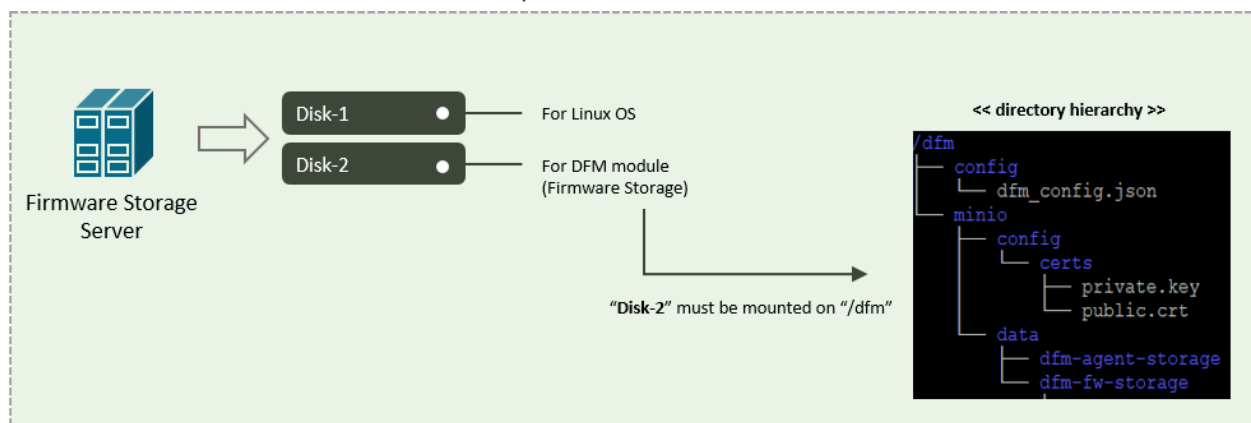 Firmware Storage
Server
Disk-1
Disk-2
For Linux OS
For DFM module
(Firmware Storage)
“Disk-2” must be mounted on “/dfm”
<< directory hierarchy >>
/dfm
config
dfm_config.json
minio
config
certs
private.key
public.crt
data
dfm-agent-storage
dfm-fw-storage